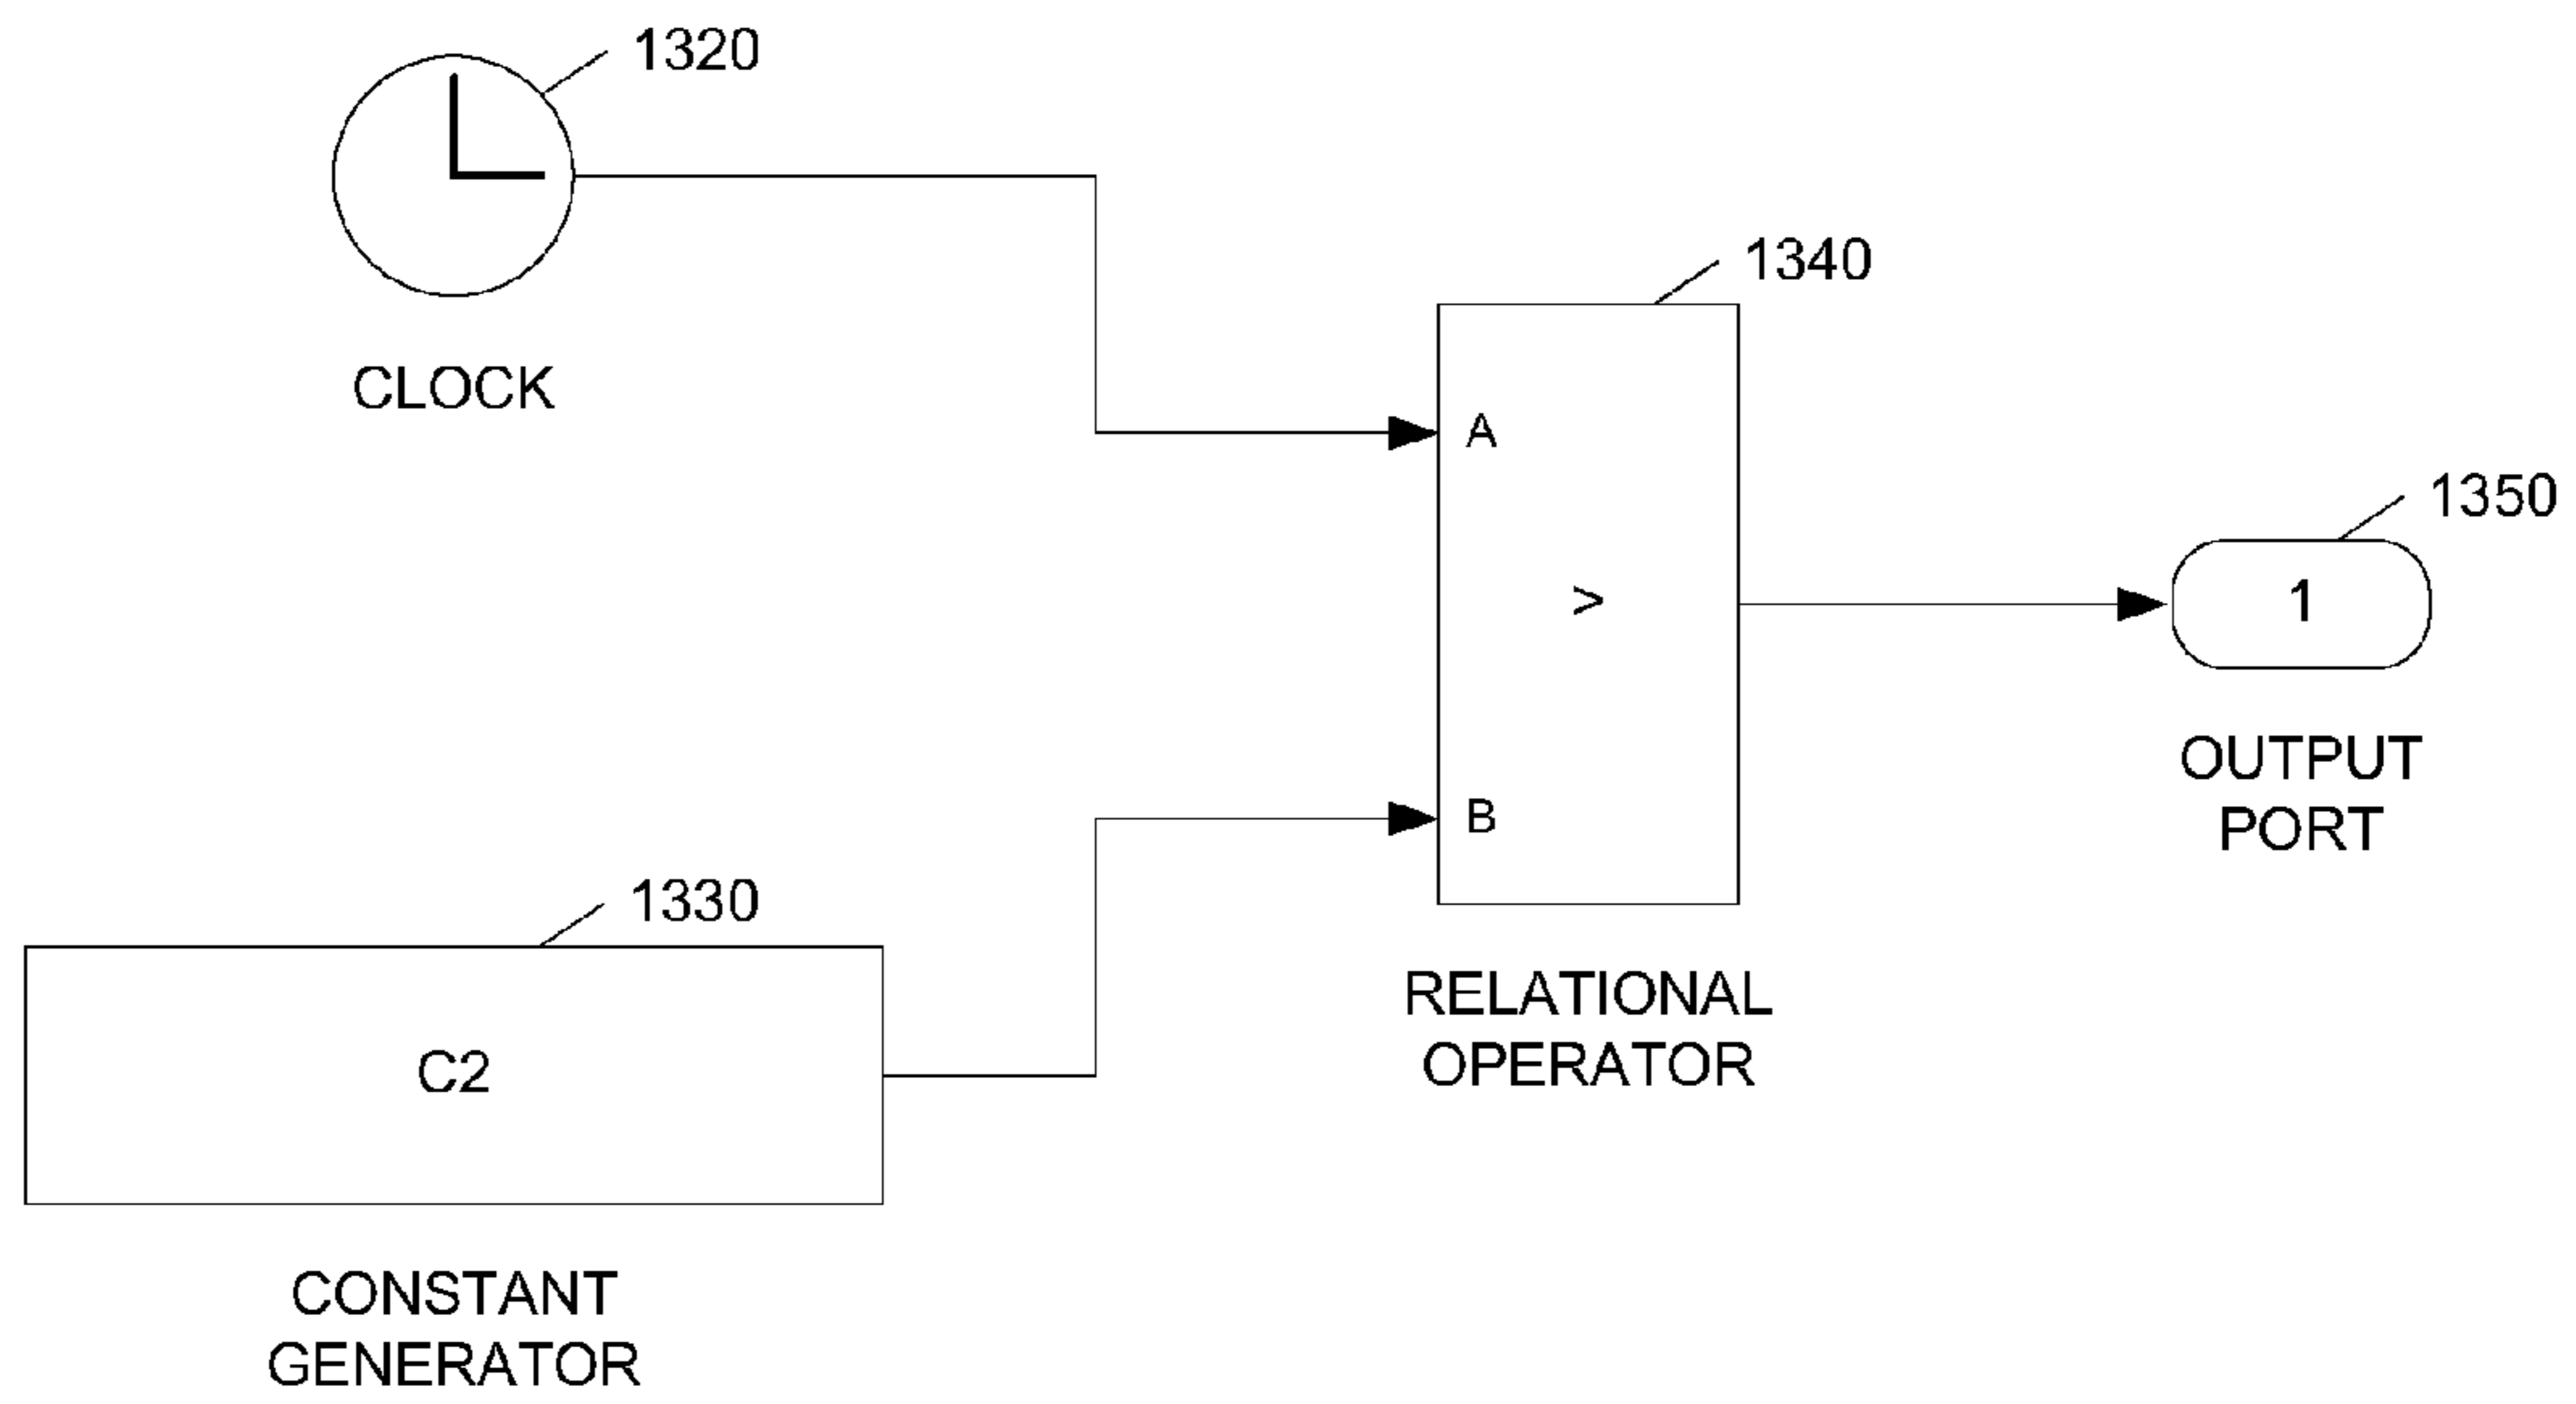 1320
CLOCK
1340
A
>
B
RELATIONAL
OPERATOR
1350
1
OUTPUT
PORT
1330
C2
CONSTANT
GENERATOR